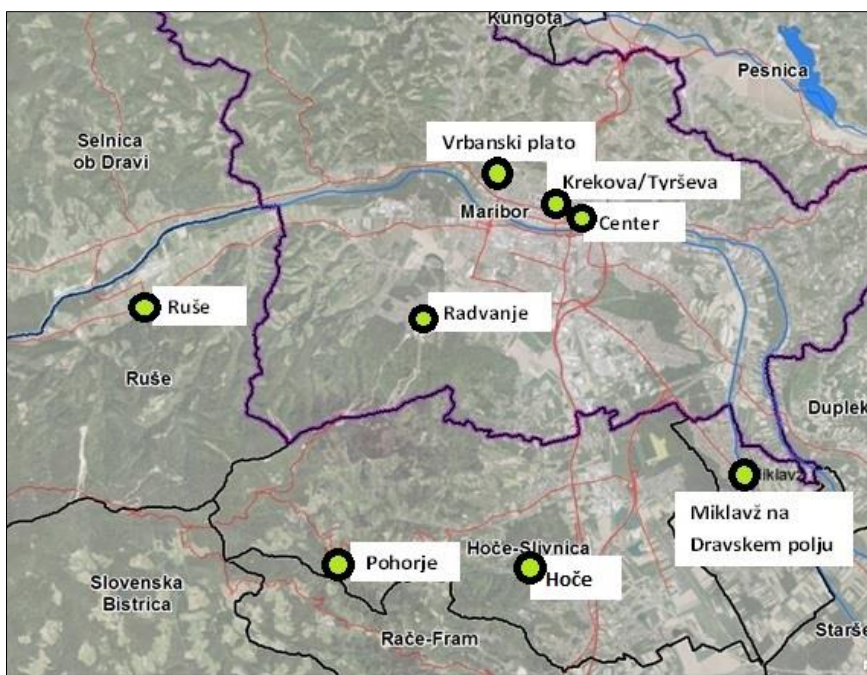 Kungota
Pesnica
Selnica
ob Dravi
Vrbanski plato
Krekova/Tyrševa
Maribor
Center
Ruše
Radvanje
Ruše
Duplek
Miklavž
Miklavž na
Dravskem polju
Hoče-Slivnica
Pohorje
Hoče
Slovenska
Bistrica
Rače-Fram
Starše